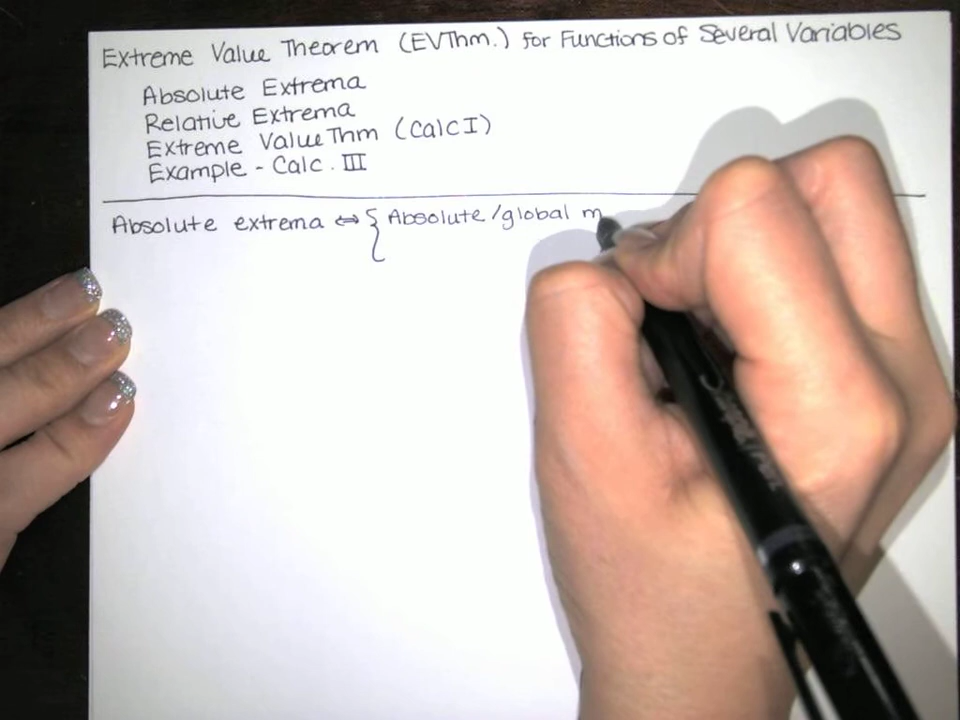 Extreme Value Theorem (EVThm.) for Functions of Several Variables
Absolute Extrema
Relative Extrema
Extreme Value Thm (Calc I)
Example - Calc. III
Absolute extrema ⇔ { Absolute/global m